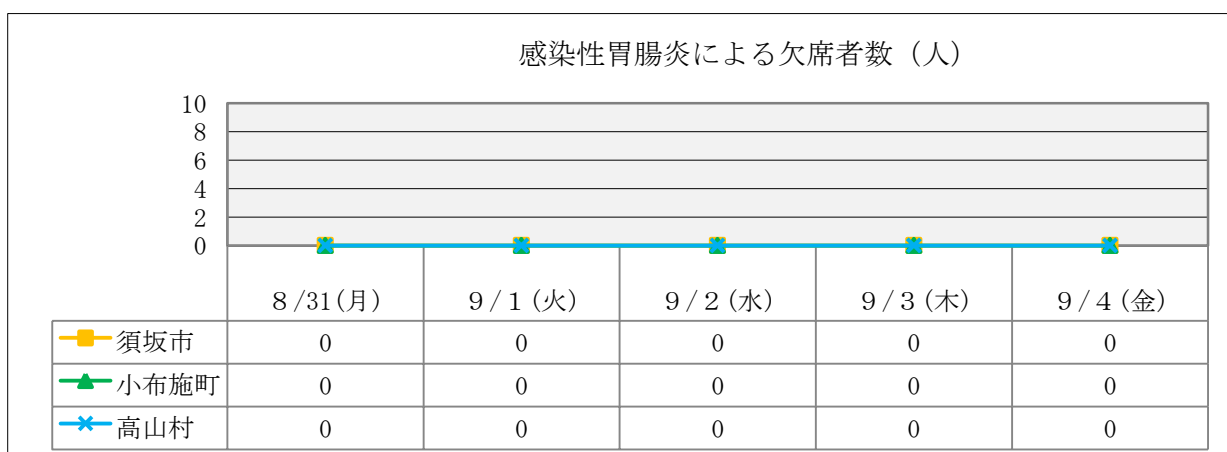 感染性胃腸炎による欠席者数（人）
10
8
6
4
2
0
８/31(月) ９/１(火) ９/２(水) ９/３(木) ９/４(金)
須坂市 0 0 0 0 0
小布施町 0 0 0 0 0
高山村 0 0 0 0 0